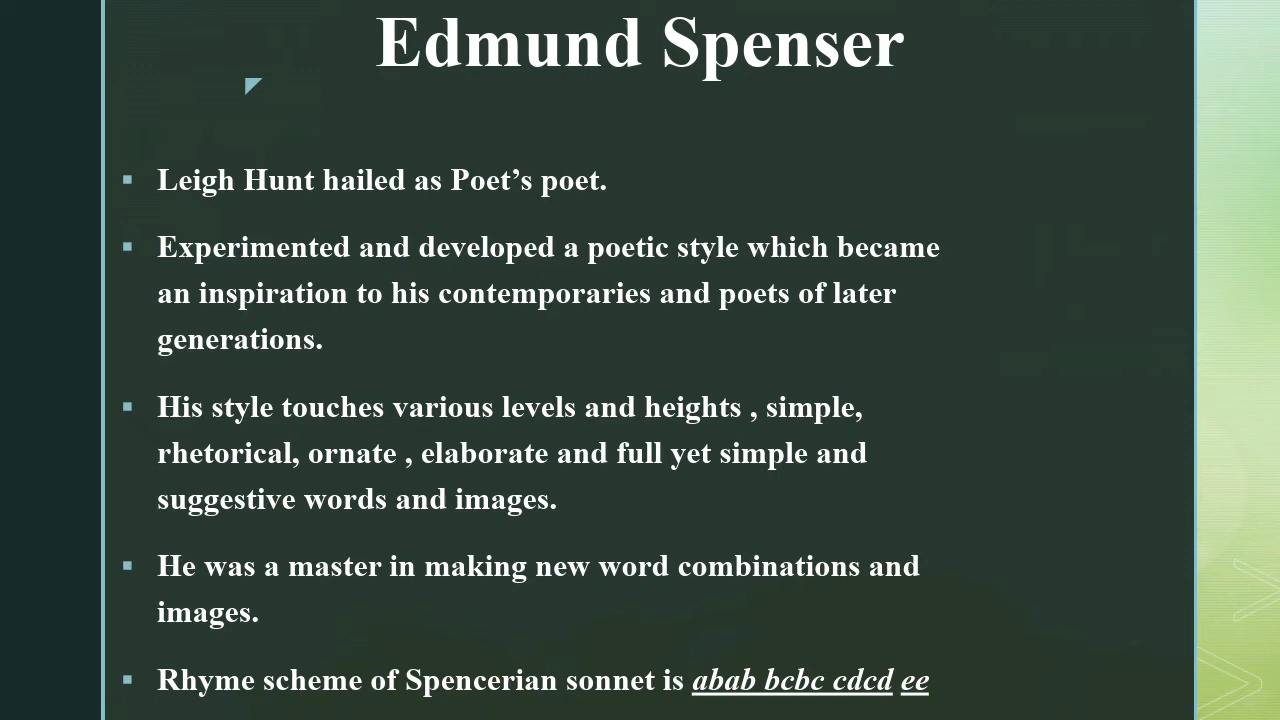 Edmund Spenser
Leigh Hunt hailed as Poet’s poet.
Experimented and developed a poetic style which became
an inspiration to his contemporaries and poets of later
generations.
His style touches various levels and heights , simple,
rhetorical, ornate , elaborate and full yet simple and
suggestive words and images.
He was a master in making new word combinations and
images.
Rhyme scheme of Spencerian sonnet is abab bcbc cdcd ee